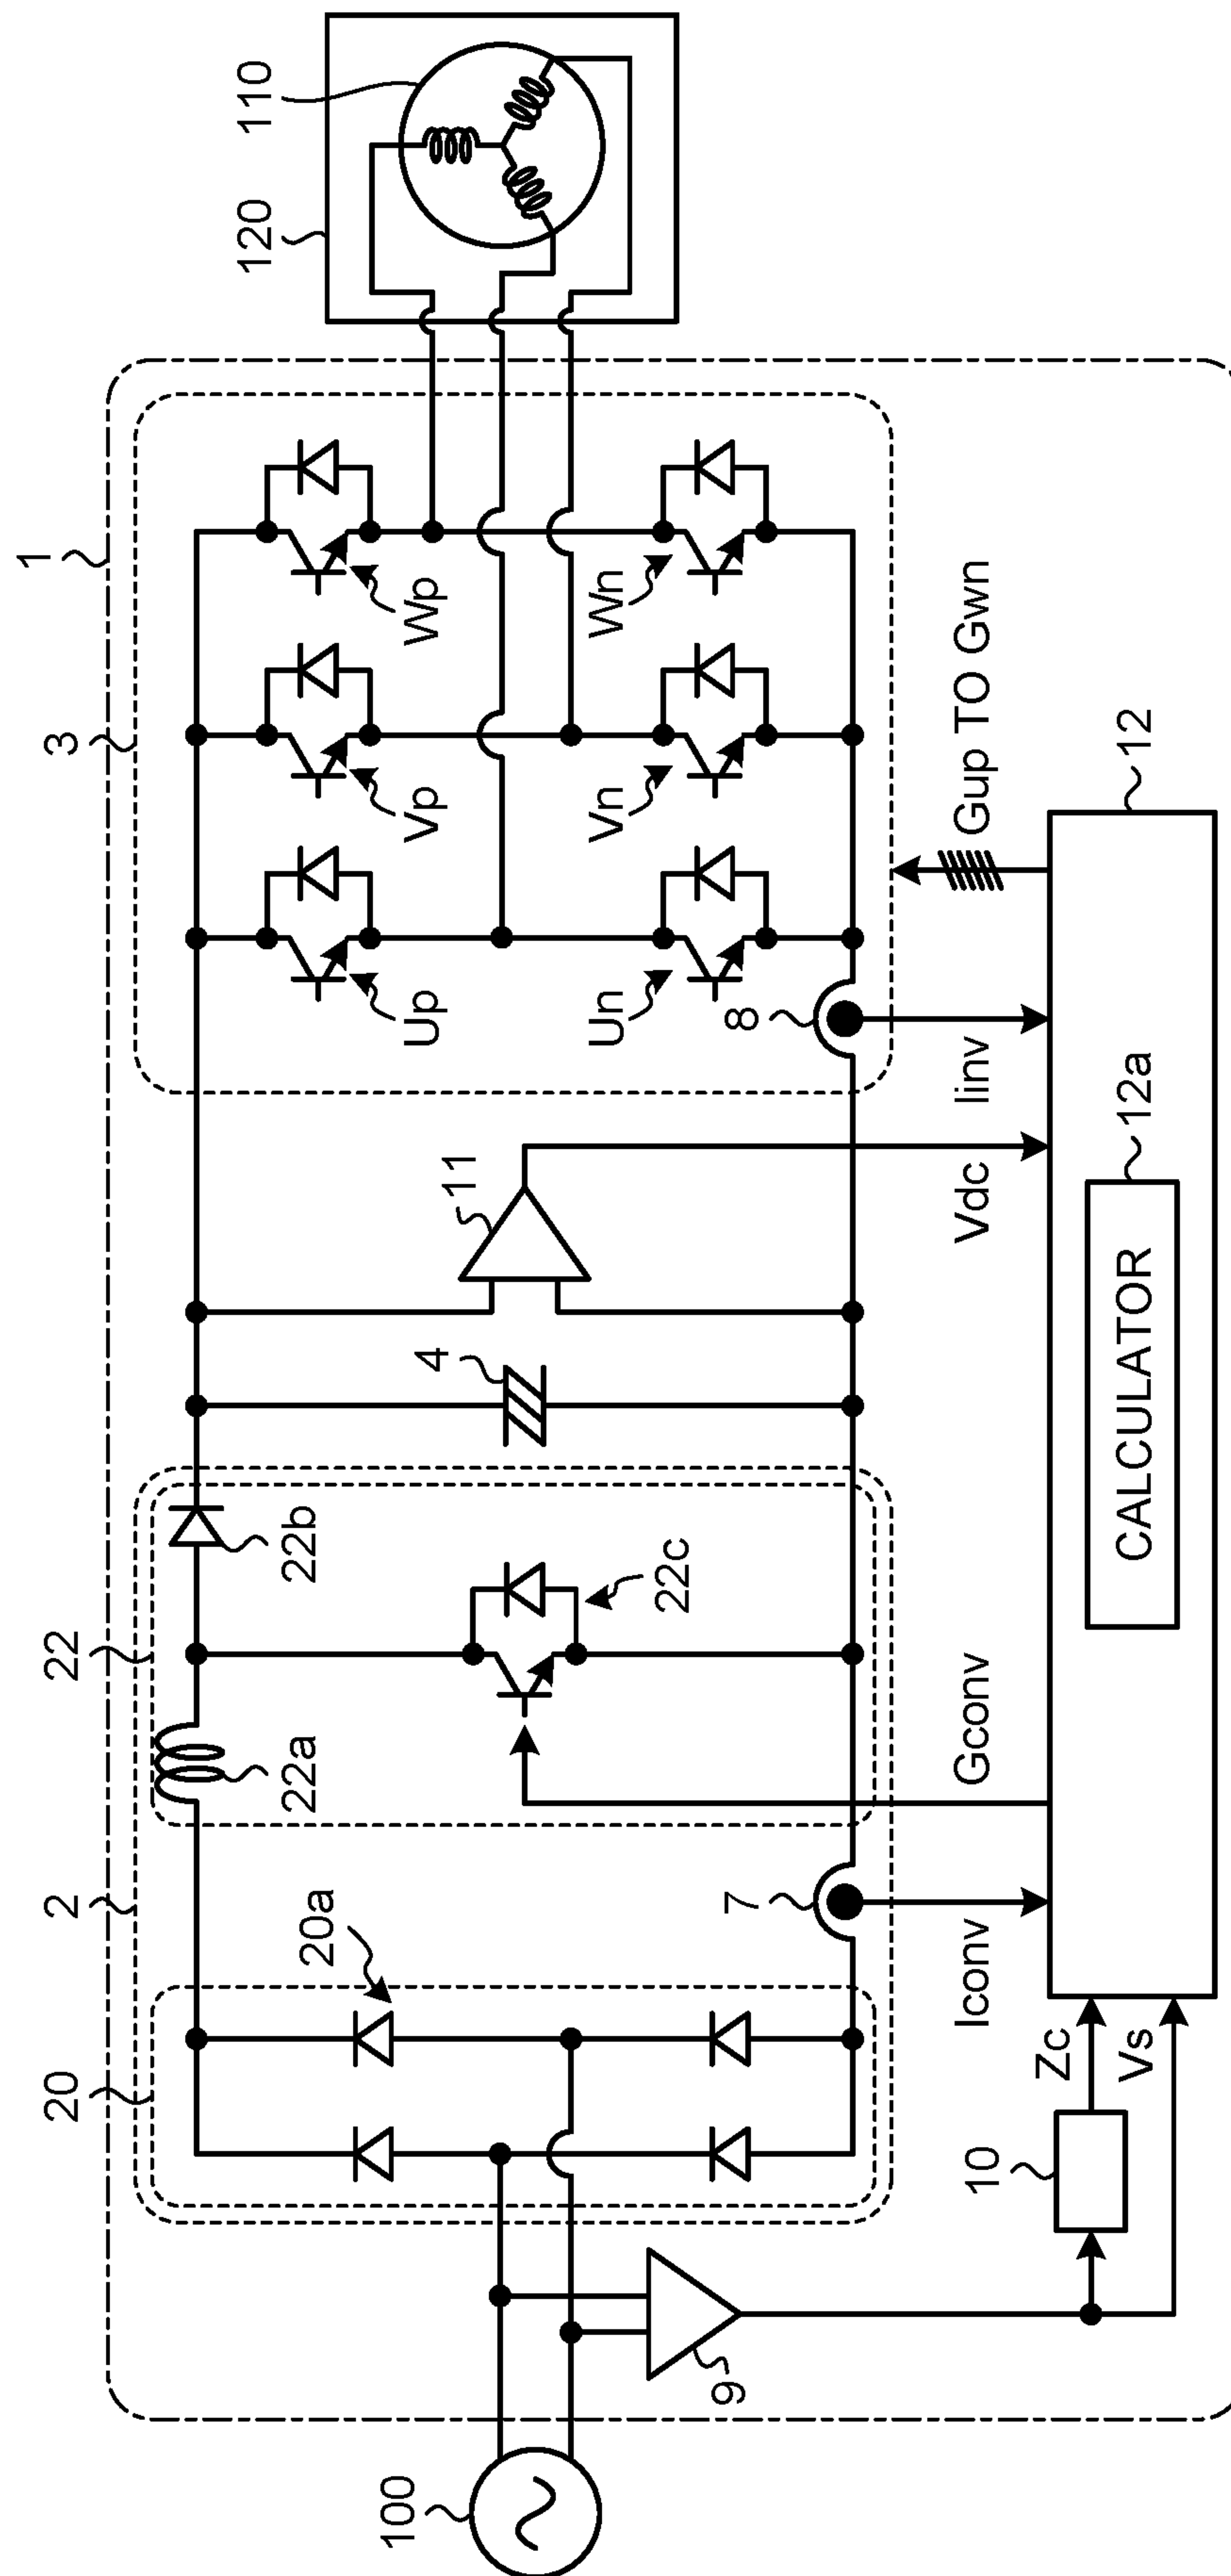 1
2
3
20
22
20a
22a
22b
22c
4
11
Up
Vp
Wp
Un
Vn
Wn
120
110
100
9
7
8
10
Zc
Vs
Iconv
Gconv
Vdc
Iinv
Gup TO Gwn
12
CALCULATOR
12a